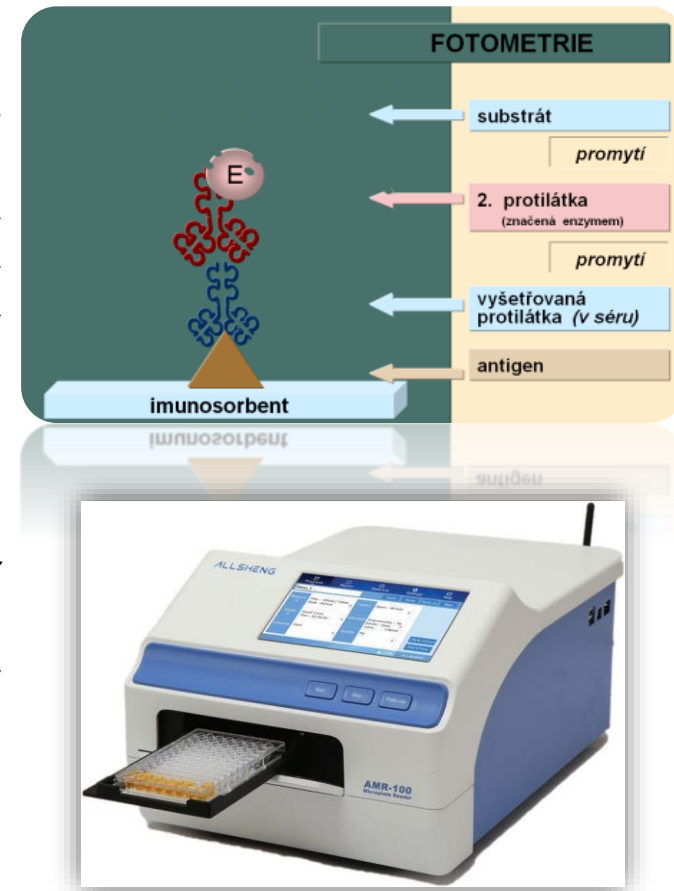 FOTOMETRIE
substrát
promytí
2. protilátka
(značená enzymem)
promytí
vyšetřovaná
protilátka (v séru)
antigen
E
imunosorbent
ALLSHENG
AMR-100
Microplate Reader